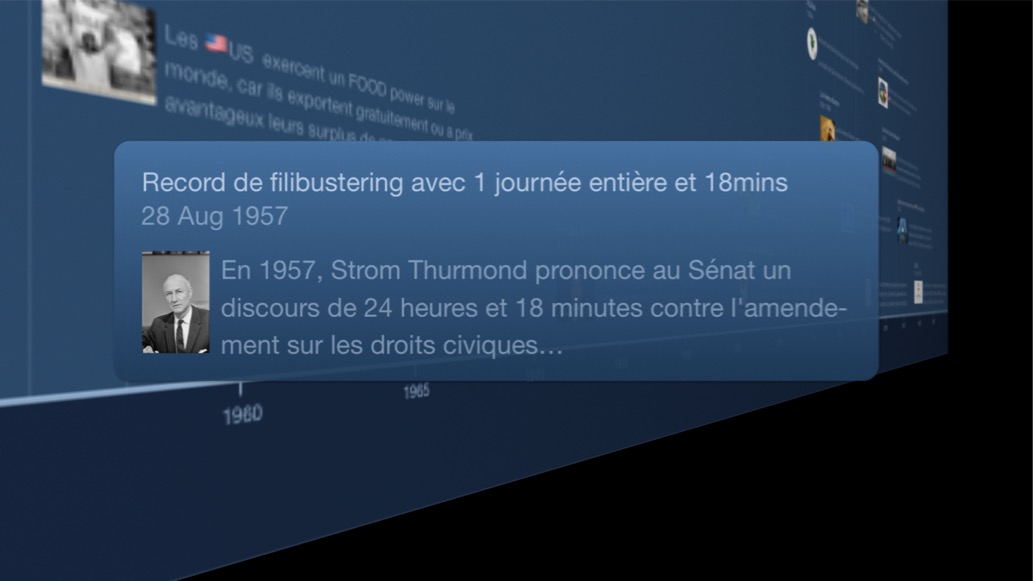 Les 🇺🇸US exercent un FOOD power sur le
monde, car ils exportent gratuitement ou a prix
avantageux leurs surplus de
Record de filibustering avec 1 journée entière et 18mins
28 Aug 1957
En 1957, Strom Thurmond prononce au Sénat un
discours de 24 heures et 18 minutes contre l'amende-
ment sur les droits civiques…
1960
1965